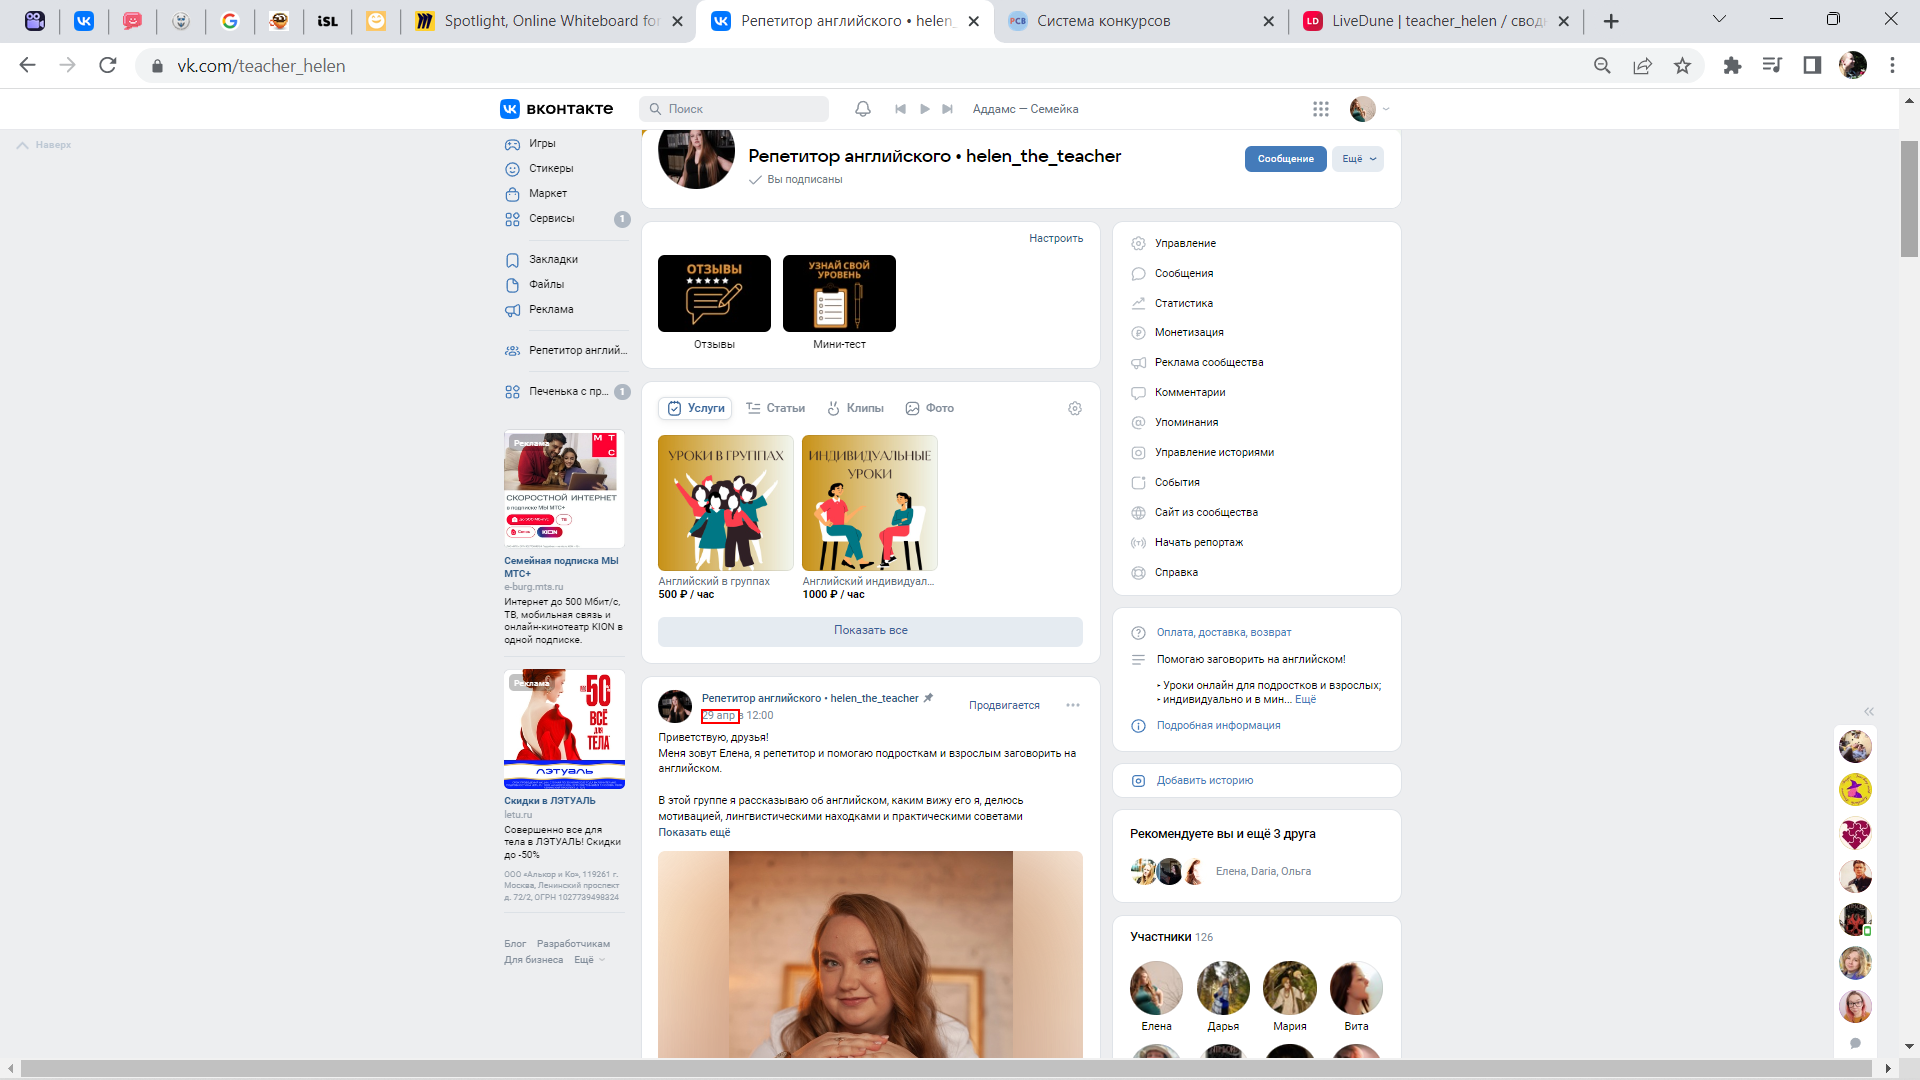 iSL
Spotlight, Online Whiteboard for
Репетитор английского • helen_
Система конкурсов
LiveDune | teacher_helen / свод
vk.com/teacher_helen
вконтакте
Поиск
Аддамс — Семейка
Наверх
Игры
Стикеры
Маркет
Сервисы
1
Закладки
Файлы
Реклама
Репетитор англий...
Печенька с пр...
1
Реклама
МТС
СКОРОСТНОЙ ИНТЕРНЕТ
в подписке МЫ МТС+
Семейная подписка МЫ
МТС+
e-burg.mts.ru
Интернет до 500 Мбит/с,
ТВ, мобильная связь и
онлайн-кинотеатр KION в
одной подписке.
Реклама
50
ВСЁ
ДЛЯ
ТЕЛА
ЛЭТУАЛЬ
Скидки в ЛЭТУАЛЬ
letu.ru
Совершенно все для
тела в ЛЭТУАЛЬ! Скидки
до -50%
ООО «Алькор и Ко», 119261 г.
Москва, Ленинский проспект
д. 72/2, ОГРН 1027739498324
Блог Разработчикам
Для бизнеса Ещё
Репетитор английского • helen_the_teacher
Вы подписаны
Сообщение
Ещё
Настроить
ОТЗЫВЫ
УЗНАЙ СВОЙ
УРОВЕНЬ
Отзывы
Мини-тест
Услуги
Статьи
Клипы
Фото
УРОКИ В ГРУППАХ
ИНДИВИДУАЛЬНЫЕ
УРОКИ
Английский в группах
500 ₽ / час
Английский индивидуал...
1000 ₽ / час
Показать все
Репетитор английского • helen_the_teacher
29 апр в 12:00
Продвигается
Приветствую, друзья!
Меня зовут Елена, я репетитор и помогаю подросткам и взрослым заговорить на
английском.
В этой группе я рассказываю об английском, каким вижу его я, делюсь
мотивацией, лингвистическими находками и практическими советами
Показать ещё
Управление
Сообщения
Статистика
Монетизация
Реклама сообщества
Комментарии
Упоминания
Управление историями
События
Сайт из сообщества
Начать репортаж
Справка
Оплата, доставка, возврат
Помогаю заговорить на английском!
‣ Уроки онлайн для подростков и взрослых;
‣ индивидуально и в мин... Ещё
Подробная информация
Добавить историю
Рекомендуете вы и ещё 3 друга
Елена, Daria, Ольга
Участники 126
Елена
Дарья
Мария
Вита